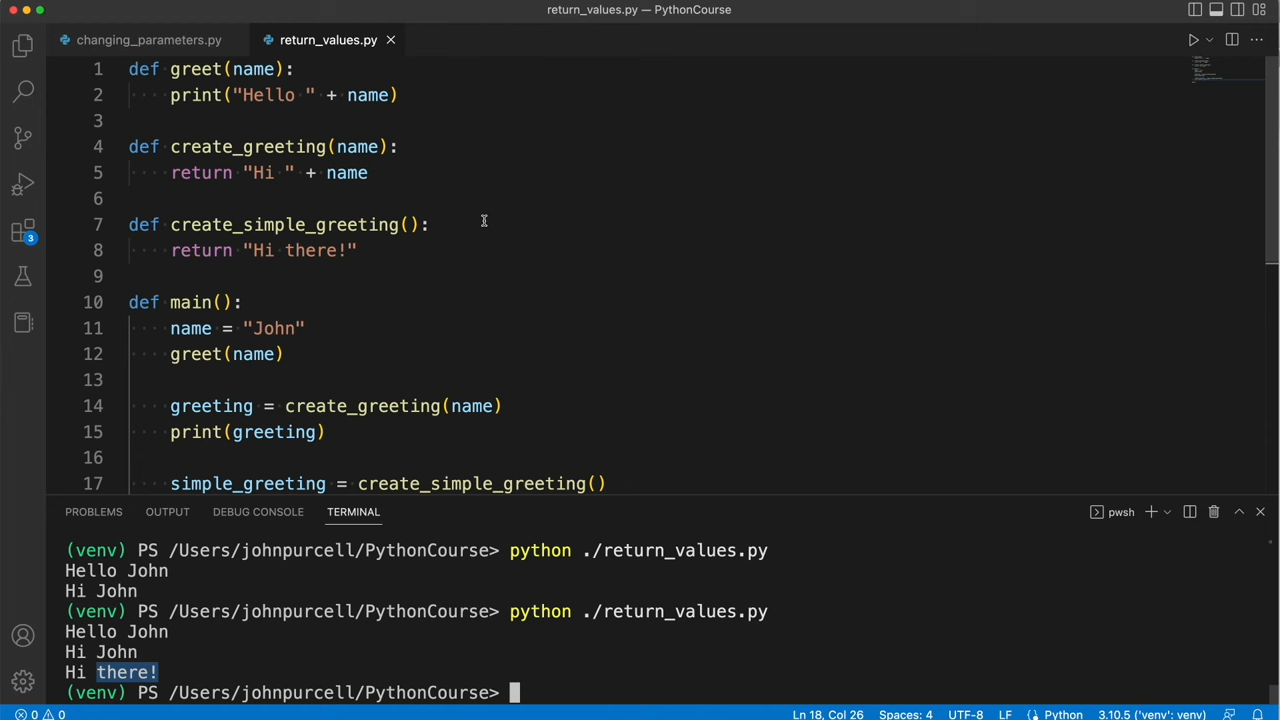 return_values.py — PythonCourse
changing_parameters.py
return_values.py
1 def greet(name):
2 print("Hello " + name)
3
4 def create_greeting(name):
5 return "Hi " + name
6
7 def create_simple_greeting():
8 return "Hi there!"
9
10 def main():
11 name = "John"
12 greet(name)
13
14 greeting = create_greeting(name)
15 print(greeting)
16
17 simple_greeting = create_simple_greeting()
3
PROBLEMS OUTPUT DEBUG CONSOLE TERMINAL pwsh
(venv) PS /Users/johnpurcell/PythonCourse> python ./return_values.py
Hello John
Hi John
(venv) PS /Users/johnpurcell/PythonCourse> python ./return_values.py
Hello John
Hi John
Hi there!
(venv) PS /Users/johnpurcell/PythonCourse>
0 0 Ln 18, Col 26 Spaces: 4 UTF-8 LF Python 3.10.5 ('venv': venv)